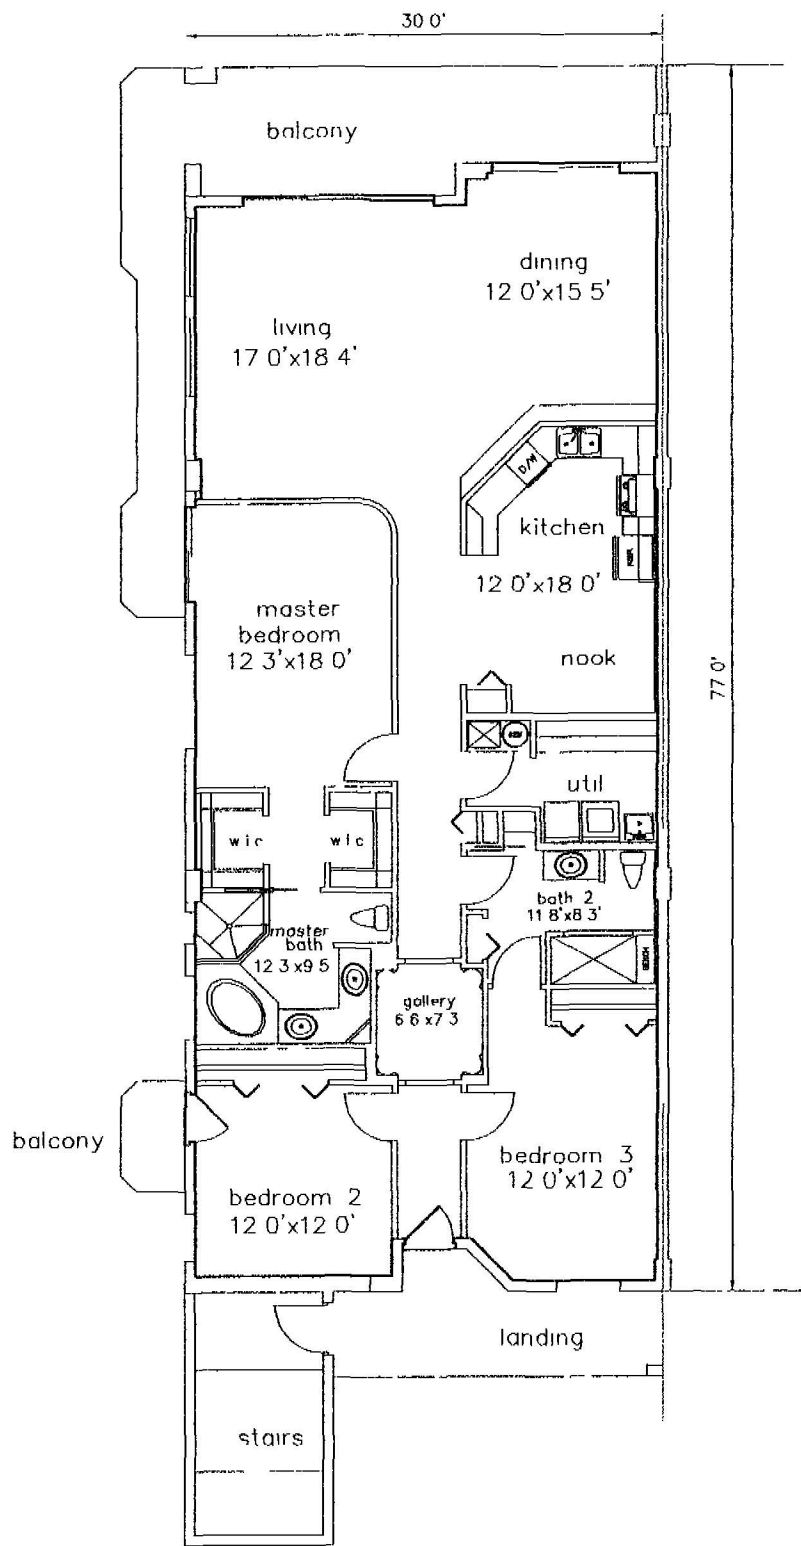 30 0'
balcony
dining
12 0'x15 5'
living
17 0'x18 4'
D/W
kitchen
12 0'x18 0'
master
bedroom
12 3'x18 0'
nook
77 0'
util
wic
wic
bath 2
11 8'x8 3'
master
bath
12 3 x9 5
BENCH
gallery
6 6 x7 3
balcony
bedroom 3
12 0'x12 0'
bedroom 2
12 0'x12 0'
landing
stairs